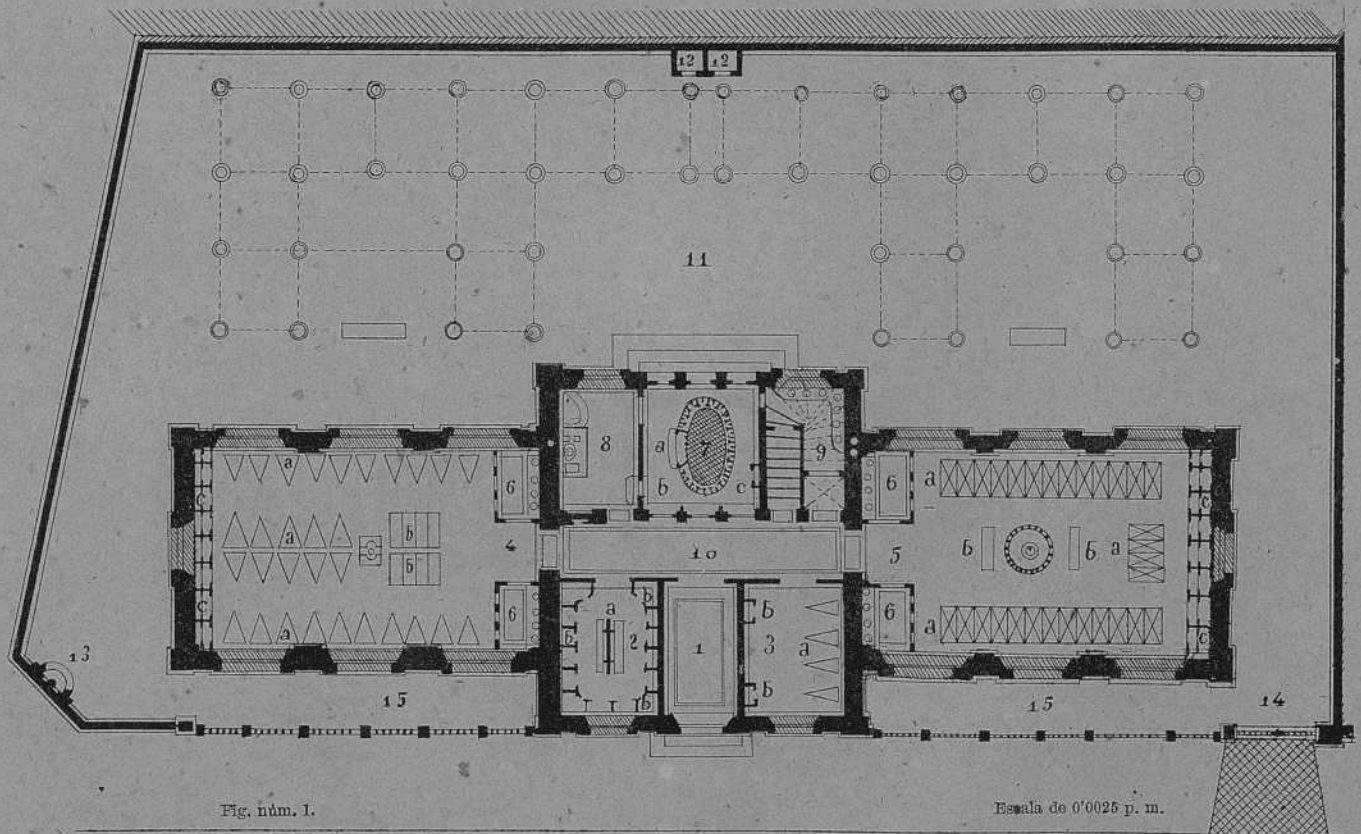 12 12
11
8 a 7 9
a 6 b c 6 a
c
a b 4 10 5 b b a c
b
c 6 a b 6
a b 2 1 3 a a c
b b
13 b b
15 15 14
Fig. núm. 1. Escala de 0'0025 p. m.